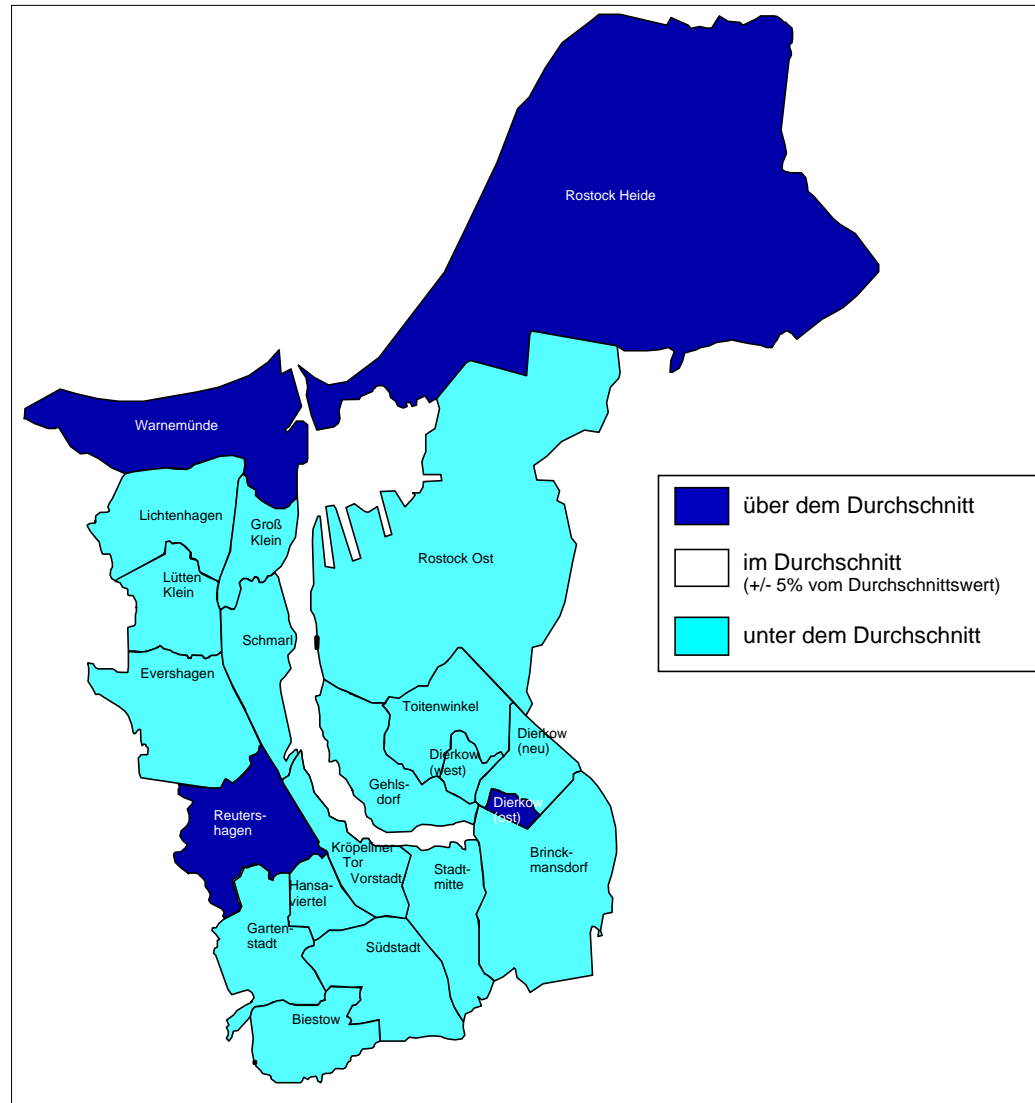 Rostock Heide
Warnemünde
Lichtenhagen
Groß
Klein
Lütten
Klein
Rostock Ost
Schmarl
Evershagen
Toitenwinkel
Dierkow
(neu)
Dierkow
(west)
Gehls-
dorf
Dierkow
(ost)
Reuters-
hagen
Kröpeliner
Tor
Vorstadt
Stadt-
mitte
Brinck-
mansdorf
Hansa-
viertel
Garten-
stadt
Südstadt
Biestow
über dem Durchschnitt
im Durchschnitt
(+/- 5% vom Durchschnittswert)
unter dem Durchschnitt